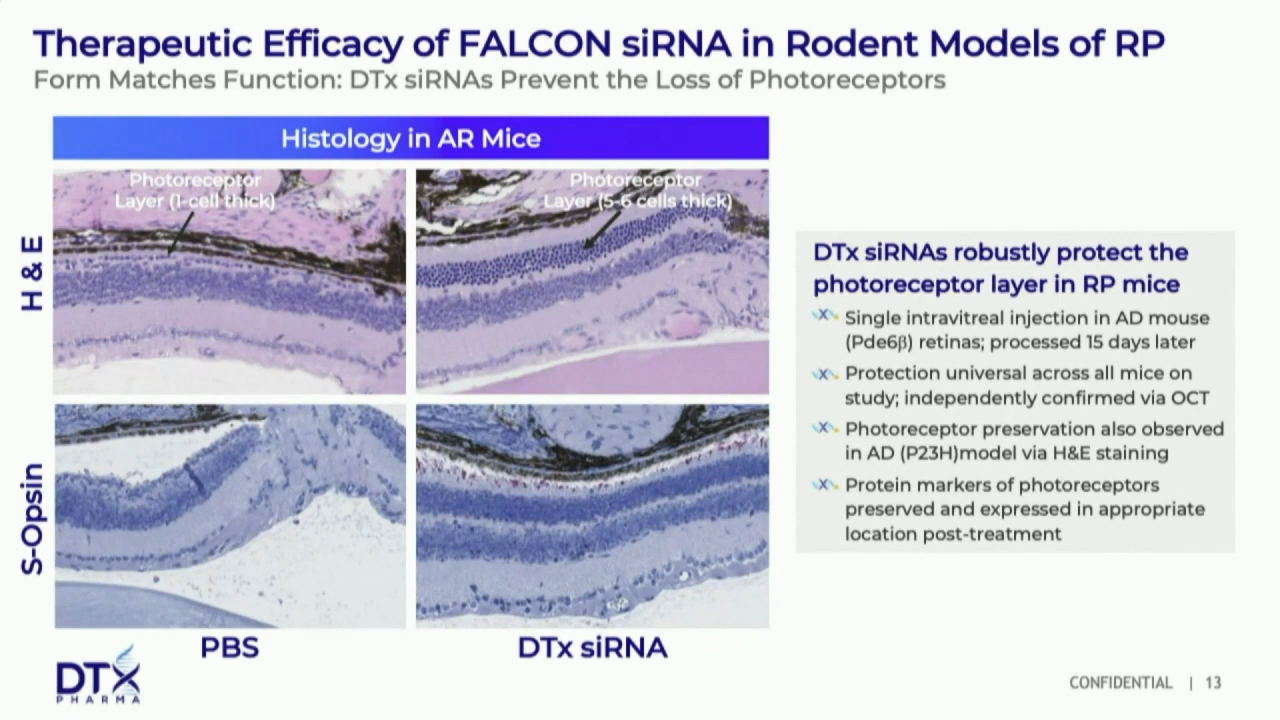 Therapeutic Efficacy of FALCON siRNA in Rodent Models of RP
Form Matches Function: DTx siRNAs Prevent the Loss of Photoreceptors
Histology in AR Mice
Photoreceptor
Layer (1-cell thick)
Photoreceptor
Layer (5-6 cells thick)
H & E
S-Opsin
PBS
DTx siRNA
DTx siRNAs robustly protect the
photoreceptor layer in RP mice
Single intravitreal injection in AD mouse
(Pde6β) retinas; processed 15 days later
Protection universal across all mice on
study; independently confirmed via OCT
Photoreceptor preservation also observed
in AD (P23H)model via H&E staining
Protein markers of photoreceptors
preserved and expressed in appropriate
location post-treatment
DTX
PHARMA
CONFIDENTIAL | 13